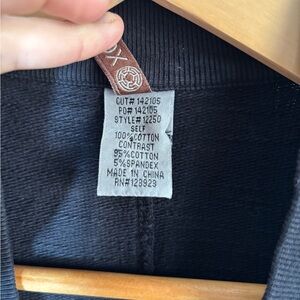 CUT# 142105
PO# 142105
STYLE# 12250
SELF
100% COTTON
CONTRAST
95% COTTON
5% SPANDEX
MADE IN CHINA
RN# 128923